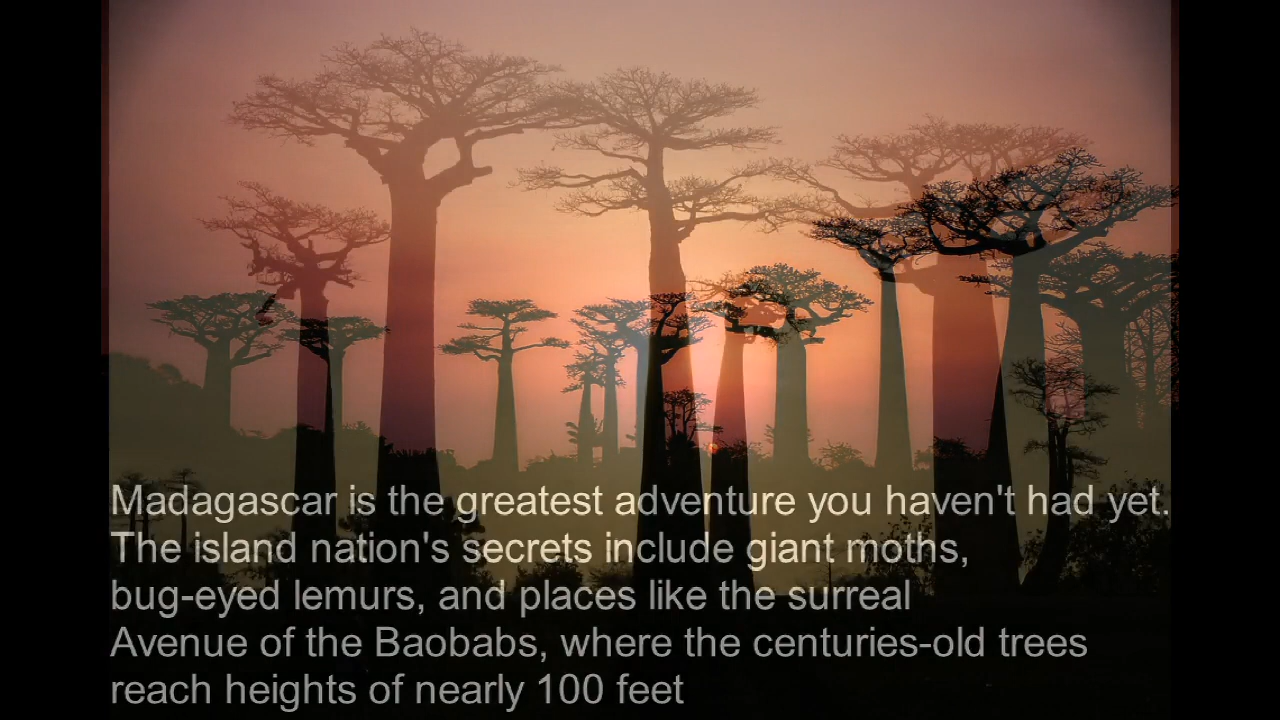 Madagascar is the greatest adventure you haven't had yet.
The island nation's secrets include giant moths,
bug-eyed lemurs, and places like the surreal
Avenue of the Baobabs, where the centuries-old trees
reach heights of nearly 100 feet